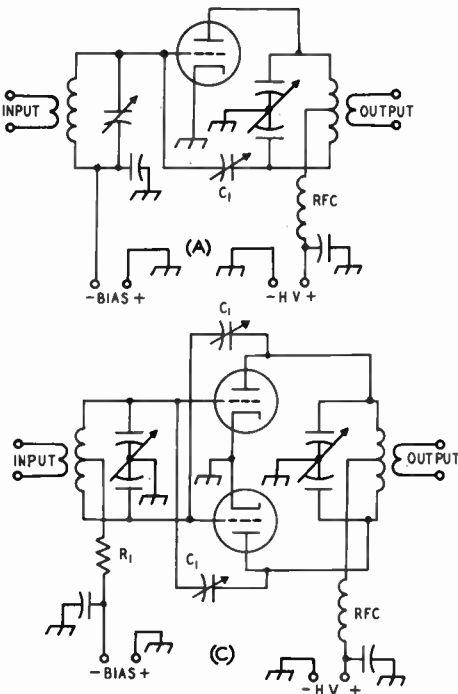 INPUT
OUTPUT
C1
RFC
(A)
-BIAS+
-HV+
C1
INPUT
OUTPUT
R1
C1
RFC
-BIAS+
(C)
-HV+